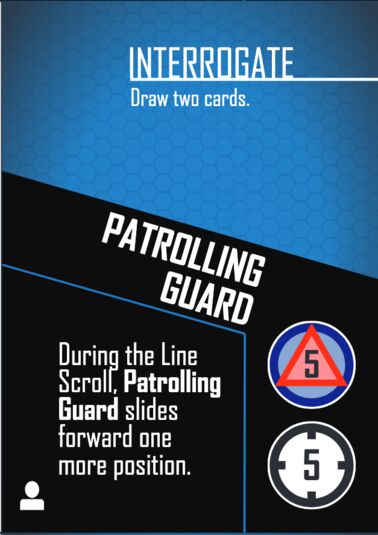 INTERROGATE
Draw two cards.
PATROLLING
GUARD
During the Line
Scroll, Patrolling
Guard slides
forward one
more position.
5
5